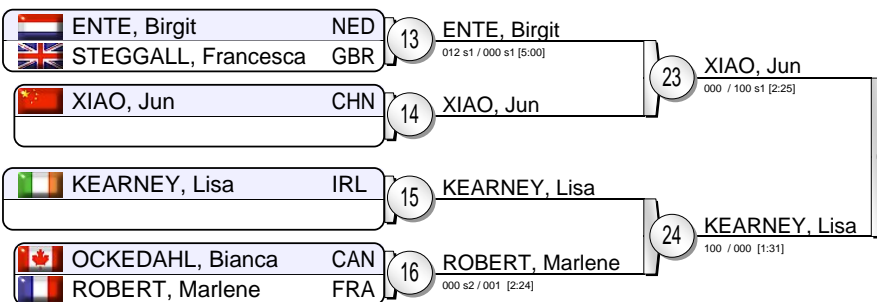 ENTE, Birgit NED
STEGGALL, Francesca GBR
13
ENTE, Birgit
012 s1 / 000 s1 [5:00]
XIAO, Jun CHN
14
XIAO, Jun
23
XIAO, Jun
000 / 100 s1 [2:25]
KEARNEY, Lisa IRL
15
KEARNEY, Lisa
OCKEDAHL, Bianca CAN
ROBERT, Marlene FRA
16
ROBERT, Marlene
000 s2 / 001 [2:24]
24
KEARNEY, Lisa
100 / 000 [1:31]